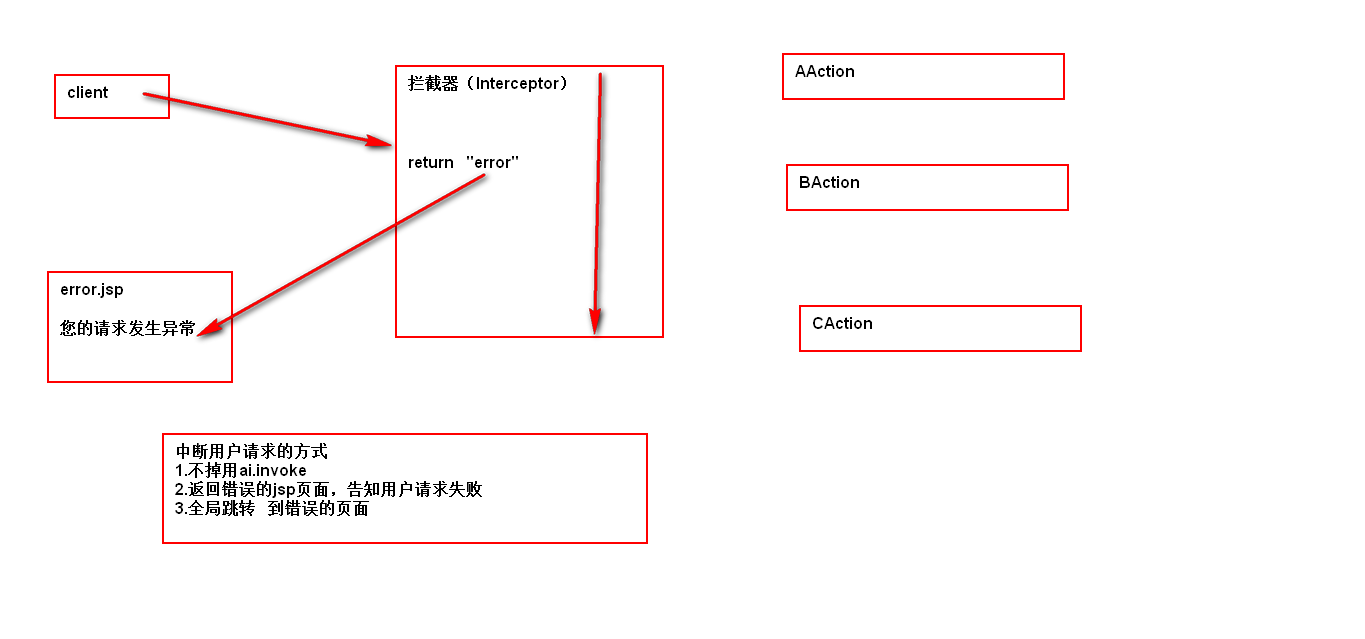 client
拦截器（Interceptor）
return "error"
AAction
BAction
CAction
error.jsp
您的请求发生异常
中断用户请求的方式
1.不掉用ai.invoke
2.返回错误的jsp页面，告知用户请求失败
3.全局跳转 到错误的页面